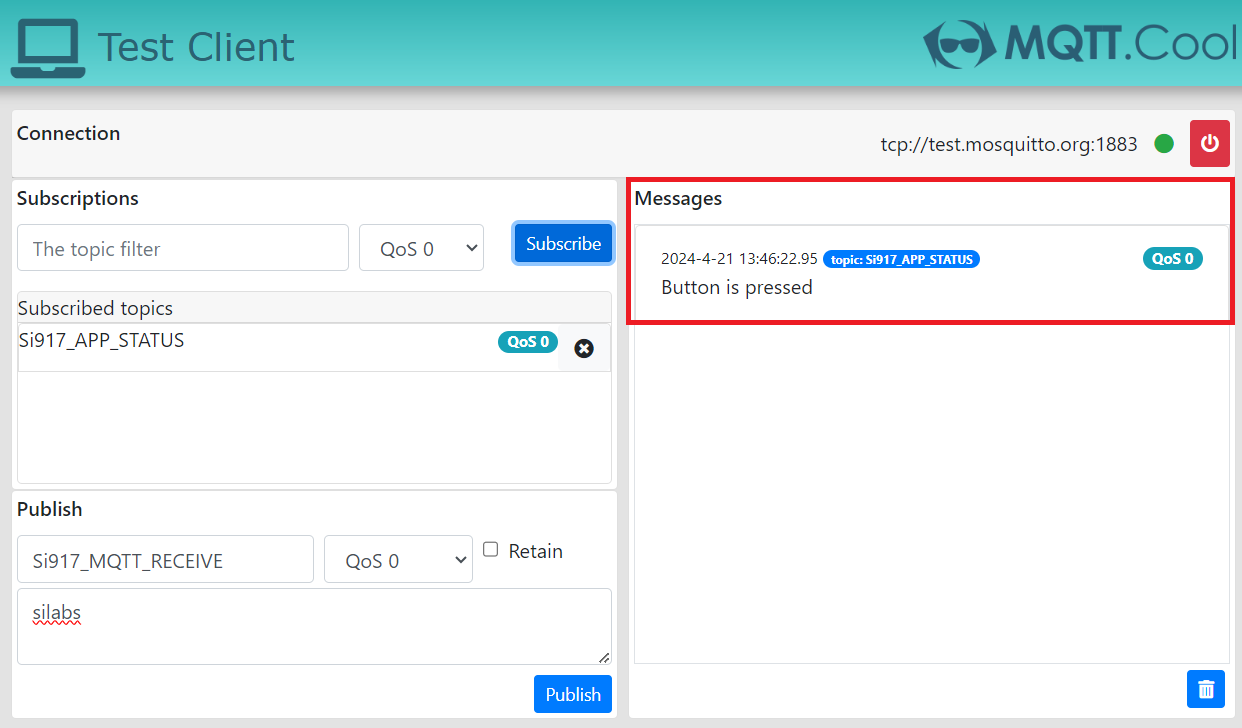 Test Client
MQTT.Cool
Connection
tcp://test.mosquitto.org:1883
Subscriptions
The topic filter
QoS 0
Subscribe
Subscribed topics
Si917_APP_STATUS
QoS 0
Publish
Si917_MQTT_RECEIVE
QoS 0
Retain
silabs
Publish
Messages
2024-4-21 13:46:22.95 topic: Si917_APP_STATUS QoS 0
Button is pressed